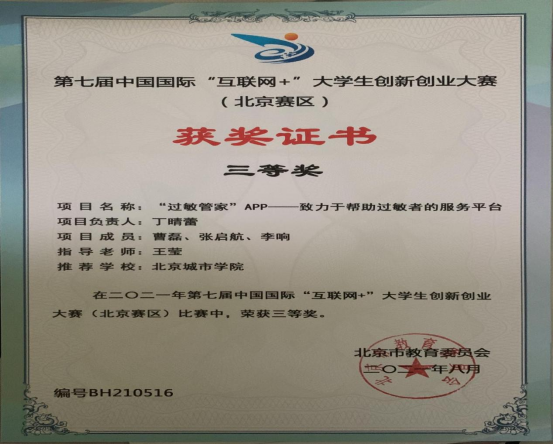 第七届中国国际“互联网+”大学生创新创业大赛
（北京赛区）
获奖证书
三等奖
项目名称：“过敏管家”APP——致力于帮助过敏者的服务平台
项目负责人：丁晴蕾
项目成员：曹磊、张启航、李响
指导老师：王莹
推荐学校：北京城市学院
在二〇二一年第七届中国国际“互联网+”大学生创新创业
大赛（北京赛区）比赛中，荣获三等奖。
北京市教育委员会
二〇二一年八月
编号BH210516